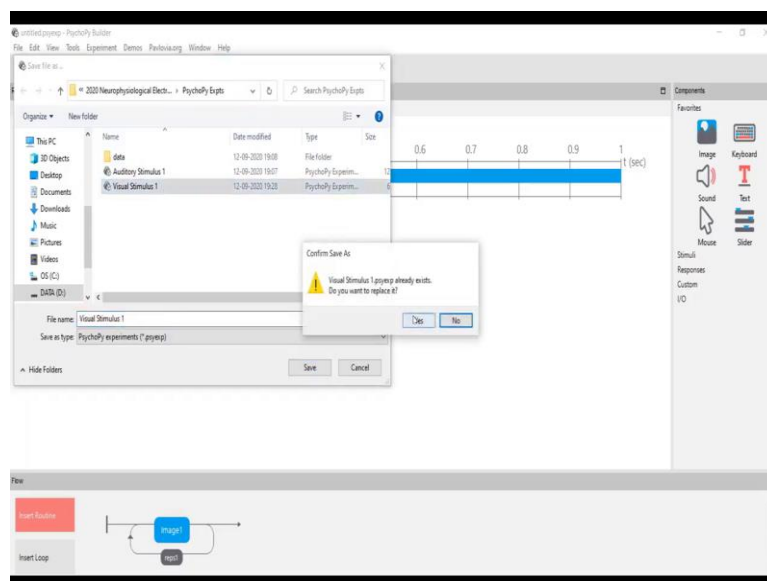 untitled.psyexp - PsychoPy Builder
File Edit View Tools Experiment Demos Pavlovia.org Window Help
Save file as ...
« 2020 Neurophysiological Electr... › PsychoPy Expts
Search PsychoPy Expts
Organize
New folder
This PC
3D Objects
Desktop
Documents
Downloads
Music
Pictures
Videos
OS (C:)
DATA (D:)
Name Date modified Type Size
data 12-09-2020 19:08 File folder
Auditory Stimulus 1 12-09-2020 19:07 PsychoPy Experim... 12
Visual Stimulus 1 12-09-2020 19:28 PsychoPy Experim... 6
File name: Visual Stimulus 1
Save as type: PsychoPy experiments (*.psyexp)
Hide Folders
Save
Cancel
Confirm Save As
Visual Stimulus 1.psyexp already exists.
Do you want to replace it?
Yes
No
0.6 0.7 0.8 0.9 1
t (sec)
Components
Favorites
Image Keyboard
Sound Text
Mouse Slider
Stimuli
Responses
Custom
I/O
Flow
Insert Routine
Insert Loop
Image1
reps1